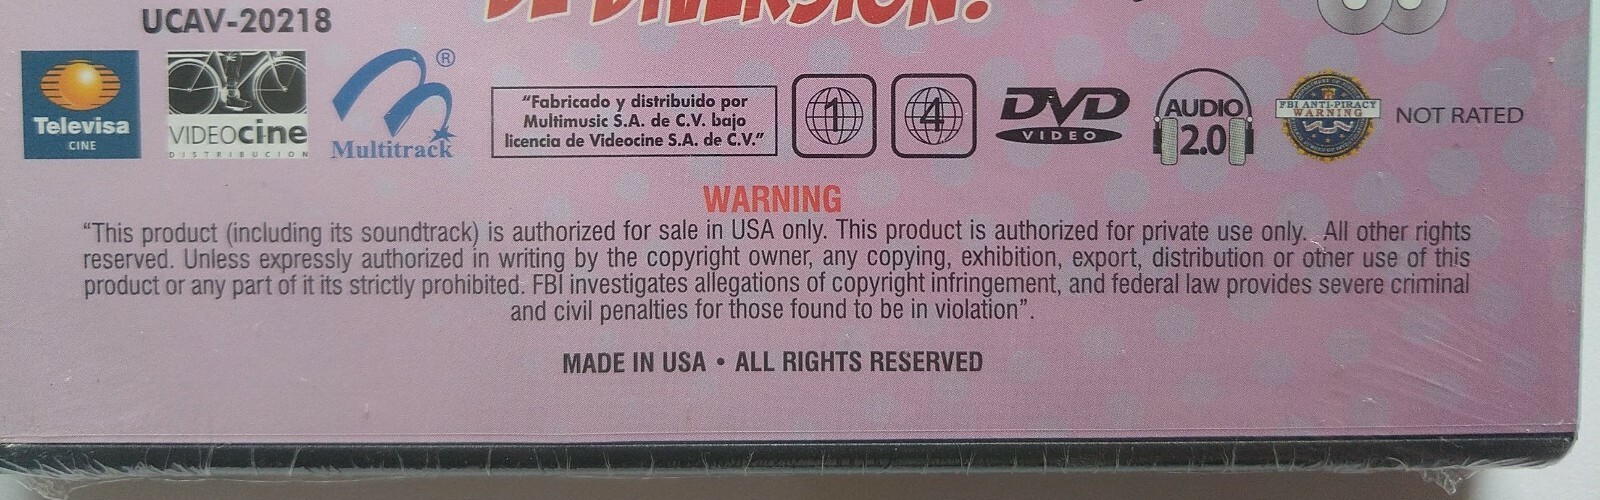 DE DIVERSIÓN!
UCAV-20218
Televisa
CINE
VIDEOcine
DISTRIBUCION
Multitrack
®
"Fabricado y distribuido por
Multimusic S.A. de C.V. bajo
licencia de Videocine S.A. de C.V."
1
4
DVD
VIDEO
AUDIO
2.0
FBI ANTI-PIRACY
WARNING
NOT RATED
WARNING
“This product (including its soundtrack) is authorized for sale in USA only. This product is authorized for private use only. All other rights
reserved. Unless expressly authorized in writing by the copyright owner, any copying, exhibition, export, distribution or other use of this
product or any part of it its strictly prohibited. FBI investigates allegations of copyright infringement, and federal law provides severe criminal
and civil penalties for those found to be in violation”.
MADE IN USA • ALL RIGHTS RESERVED